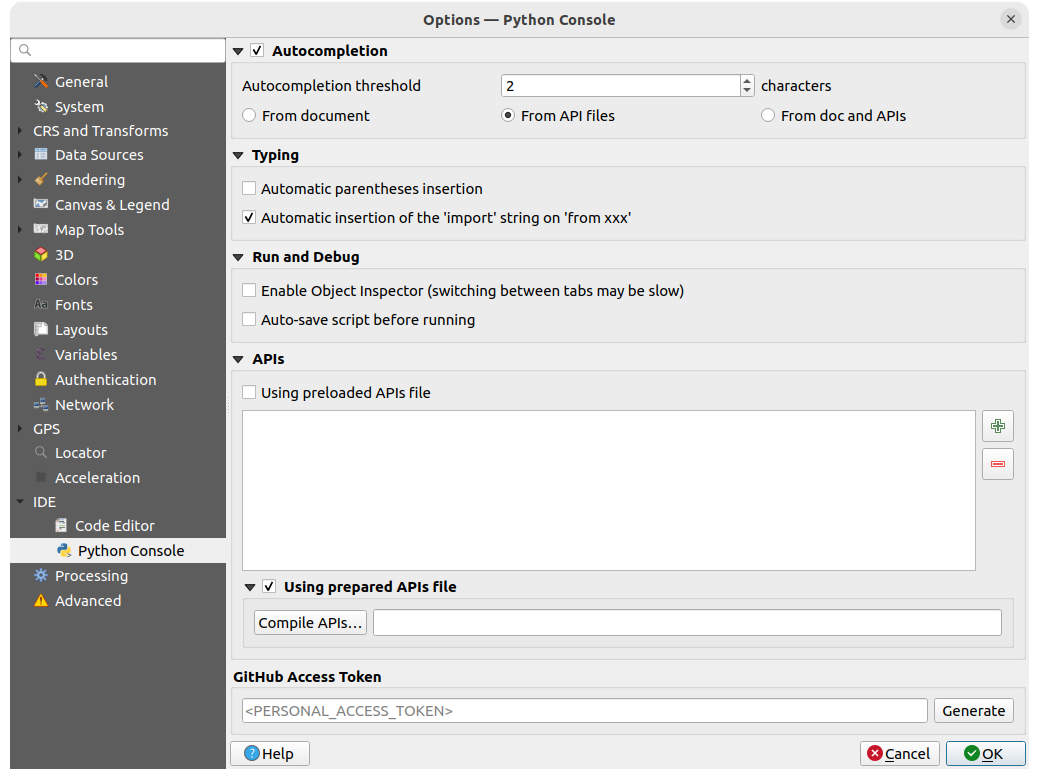 Options — Python Console
Autocompletion
Autocompletion threshold 2 characters
From document From API files From doc and APIs
Typing
Automatic parentheses insertion
Automatic insertion of the 'import' string on 'from xxx'
Run and Debug
Enable Object Inspector (switching between tabs may be slow)
Auto-save script before running
APIs
Using preloaded APIs file
Using prepared APIs file
Compile APIs...
GitHub Access Token
<PERSONAL_ACCESS_TOKEN> Generate
Help Cancel OK
General
System
CRS and Transforms
Data Sources
Rendering
Canvas & Legend
Map Tools
3D
Colors
Aa Fonts
Layouts
Variables
Authentication
Network
GPS
Locator
Acceleration
IDE
Code Editor
Python Console
Processing
Advanced